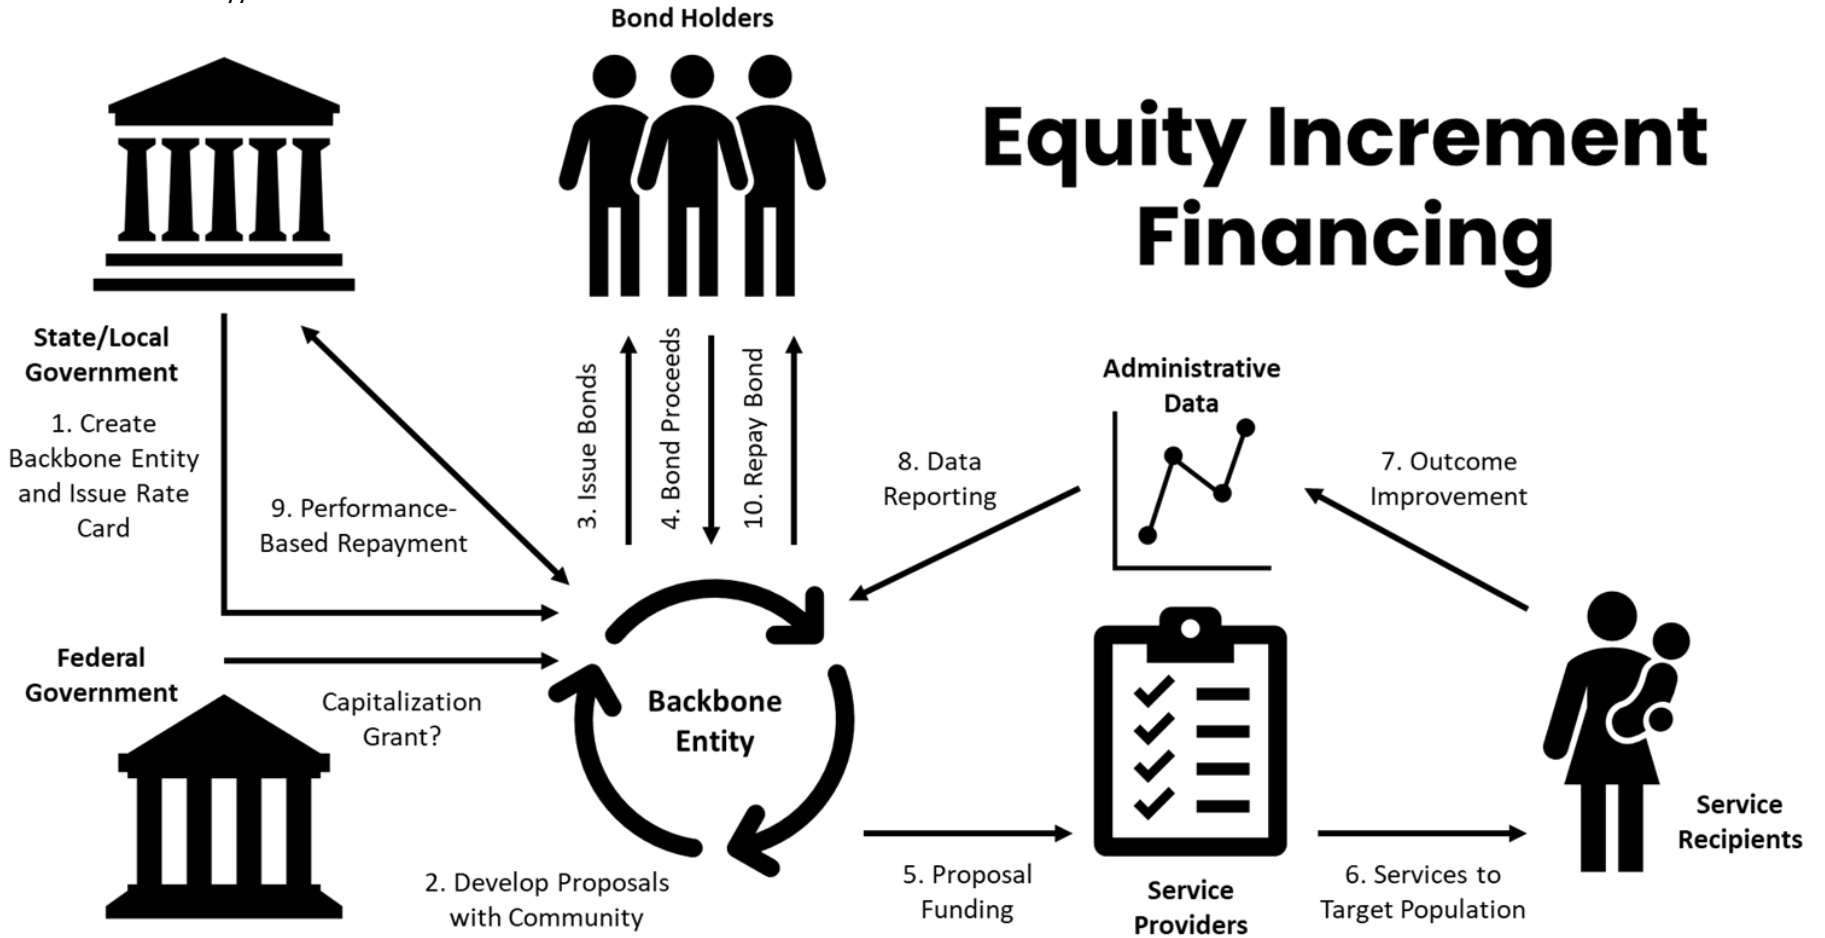 Bond Holders
Equity Increment
Financing
State/Local
Government
1. Create
Backbone Entity
and Issue Rate
Card
9. Performance-
Based Repayment
3. Issue Bonds
4. Bond Proceeds
10. Repay Bond
Administrative
Data
8. Data
Reporting
7. Outcome
Improvement
Federal
Government
Capitalization
Grant?
Backbone
Entity
2. Develop Proposals
with Community
5. Proposal
Funding
Service
Providers
6. Services to
Target Population
Service
Recipients